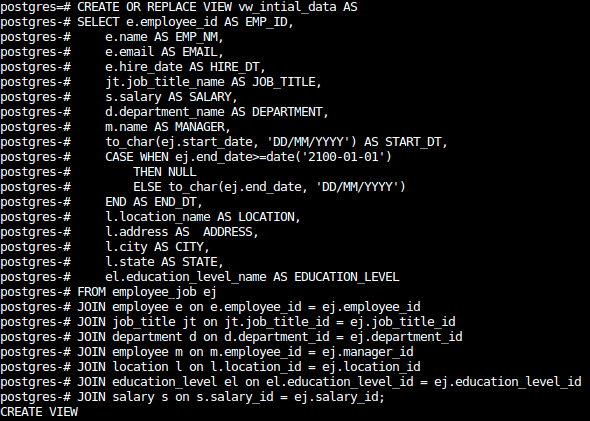 postgres=# CREATE OR REPLACE VIEW vw_intial_data AS
postgres-# SELECT e.employee_id AS EMP_ID,
postgres-#     e.name AS EMP_NM,
postgres-#     e.email AS EMAIL,
postgres-#     e.hire_date AS HIRE_DT,
postgres-#     jt.job_title_name AS JOB_TITLE,
postgres-#     s.salary AS SALARY,
postgres-#     d.department_name AS DEPARTMENT,
postgres-#     m.name AS MANAGER,
postgres-#     to_char(ej.start_date, 'DD/MM/YYYY') AS START_DT,
postgres-#     CASE WHEN ej.end_date>=date('2100-01-01')
postgres-#         THEN NULL
postgres-#         ELSE to_char(ej.end_date, 'DD/MM/YYYY')
postgres-#     END AS END_DT,
postgres-#     l.location_name AS LOCATION,
postgres-#     l.address AS  ADDRESS,
postgres-#     l.city AS CITY,
postgres-#     l.state AS STATE,
postgres-#     el.education_level_name AS EDUCATION_LEVEL
postgres-# FROM employee_job ej
postgres-# JOIN employee e on e.employee_id = ej.employee_id
postgres-# JOIN job_title jt on jt.job_title_id = ej.job_title_id
postgres-# JOIN department d on d.department_id = ej.department_id
postgres-# JOIN employee m on m.employee_id = ej.manager_id
postgres-# JOIN location l on l.location_id = ej.location_id
postgres-# JOIN education_level el on el.education_level_id = ej.education_level_id
postgres-# JOIN salary s on s.salary_id = ej.salary_id;
CREATE VIEW